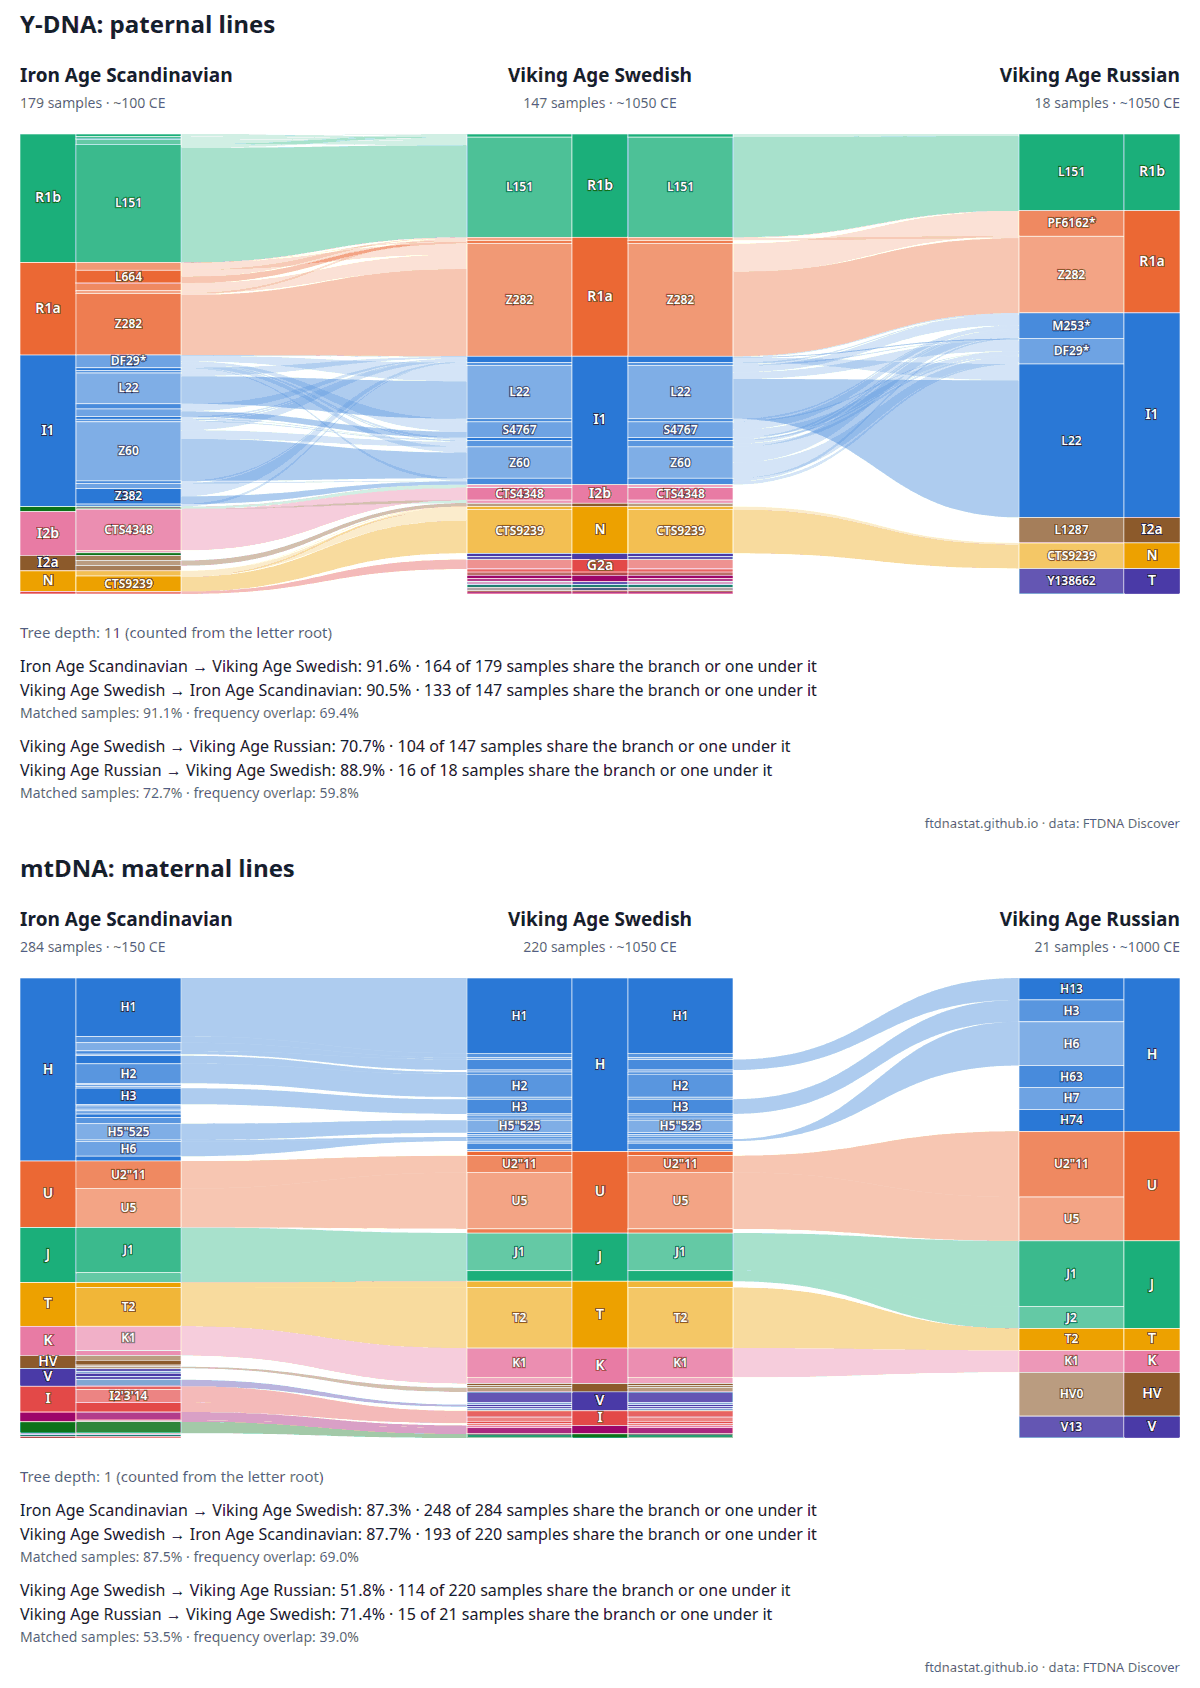 Y-DNA: paternal lines
Iron Age Scandinavian Viking Age Swedish Viking Age Russian
179 samples · ~100 CE 147 samples · ~1050 CE 18 samples · ~1050 CE
R1b L151 L151 R1b L151 L151 R1b
R1a L664 Z282 Z282 R1a Z282 PF6162* Z282 R1a
I1 DF29* L22 Z60 Z382 L22 S4767 Z60 I1 L22 S4767 Z60 M253* DF29* L22 I1
I2b CTS4348 CTS4348 I2b CTS4348
I2a L1287 I2a
N CTS9239 CTS9239 N CTS9239 CTS9239 N
G2a Y138662 T
Tree depth: 11 (counted from the letter root)
Iron Age Scandinavian → Viking Age Swedish: 91.6% · 164 of 179 samples share the branch or one under it
Viking Age Swedish → Iron Age Scandinavian: 90.5% · 133 of 147 samples share the branch or one under it
Matched samples: 91.1% · frequency overlap: 69.4%
Viking Age Swedish → Viking Age Russian: 70.7% · 104 of 147 samples share the branch or one under it
Viking Age Russian → Viking Age Swedish: 88.9% · 16 of 18 samples share the branch or one under it
Matched samples: 72.7% · frequency overlap: 59.8%
ftdnastat.github.io · data: FTDNA Discover
mtDNA: maternal lines
Iron Age Scandinavian Viking Age Swedish Viking Age Russian
284 samples · ~150 CE 220 samples · ~1050 CE 21 samples · ~1000 CE
H H1 H2 H3 H5"525 H6 H1 H2 H3 H5"525 H H1 H2 H3 H5"525 H13 H3 H6 H63 H7 H74 H
U U2"11 U5 U2"11 U5 U U2"11 U5 U2"11 U5 U
J J1 J1 J J1 J1 J2 J
T T2 T2 T T2 T2 T
K K1 K1 K K1 K1 K
HV HV0 HV
V V V13 V
I I2'3'14 I
Tree depth: 1 (counted from the letter root)
Iron Age Scandinavian → Viking Age Swedish: 87.3% · 248 of 284 samples share the branch or one under it
Viking Age Swedish → Iron Age Scandinavian: 87.7% · 193 of 220 samples share the branch or one under it
Matched samples: 87.5% · frequency overlap: 69.0%
Viking Age Swedish → Viking Age Russian: 51.8% · 114 of 220 samples share the branch or one under it
Viking Age Russian → Viking Age Swedish: 71.4% · 15 of 21 samples share the branch or one under it
Matched samples: 53.5% · frequency overlap: 39.0%
ftdnastat.github.io · data: FTDNA Discover